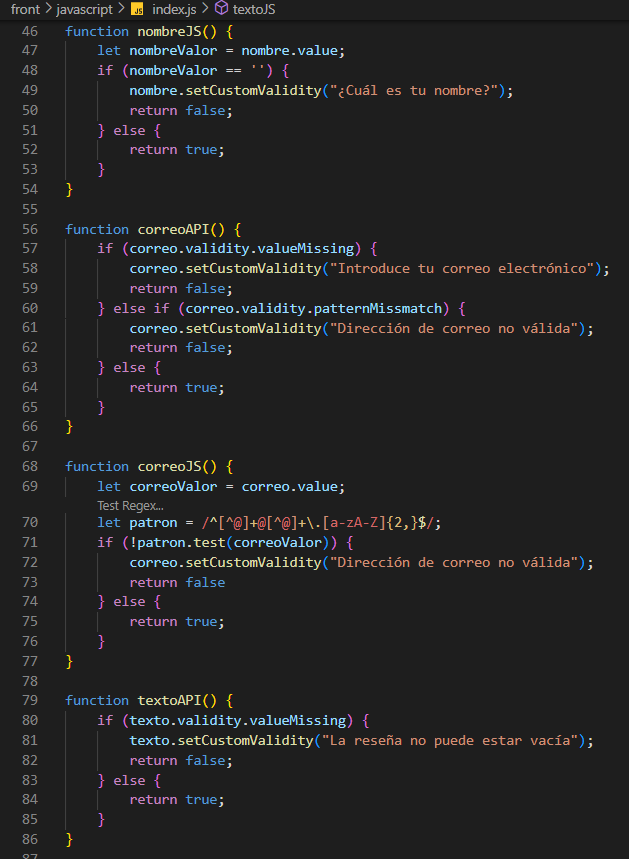 front > javascript > JS index.js > textoJS
46 function nombreJS() {
47     let nombreValor = nombre.value;
48     if (nombreValor == '') {
49         nombre.setCustomValidity("¿Cuál es tu nombre?");
50         return false;
51     } else {
52         return true;
53     }
54 }
55
56 function correoAPI() {
57     if (correo.validity.valueMissing) {
58         correo.setCustomValidity("Introduce tu correo electrónico");
59         return false;
60     } else if (correo.validity.patternMissmatch) {
61         correo.setCustomValidity("Dirección de correo no válida");
62         return false;
63     } else {
64         return true;
65     }
66 }
67
68 function correoJS() {
69     let correoValor = correo.value;
Test Regex...
70     let patron = /^[^@]+@[^@]+\.[a-zA-Z]{2,}$/;
71     if (!patron.test(correoValor)) {
72         correo.setCustomValidity("Dirección de correo no válida");
73         return false
74     } else {
75         return true;
76     }
77 }
78
79 function textoAPI() {
80     if (texto.validity.valueMissing) {
81         texto.setCustomValidity("La reseña no puede estar vacía");
82         return false;
83     } else {
84         return true;
85     }
86 }
87